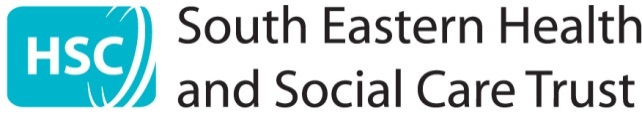 HSC
South Eastern Health
and Social Care Trust